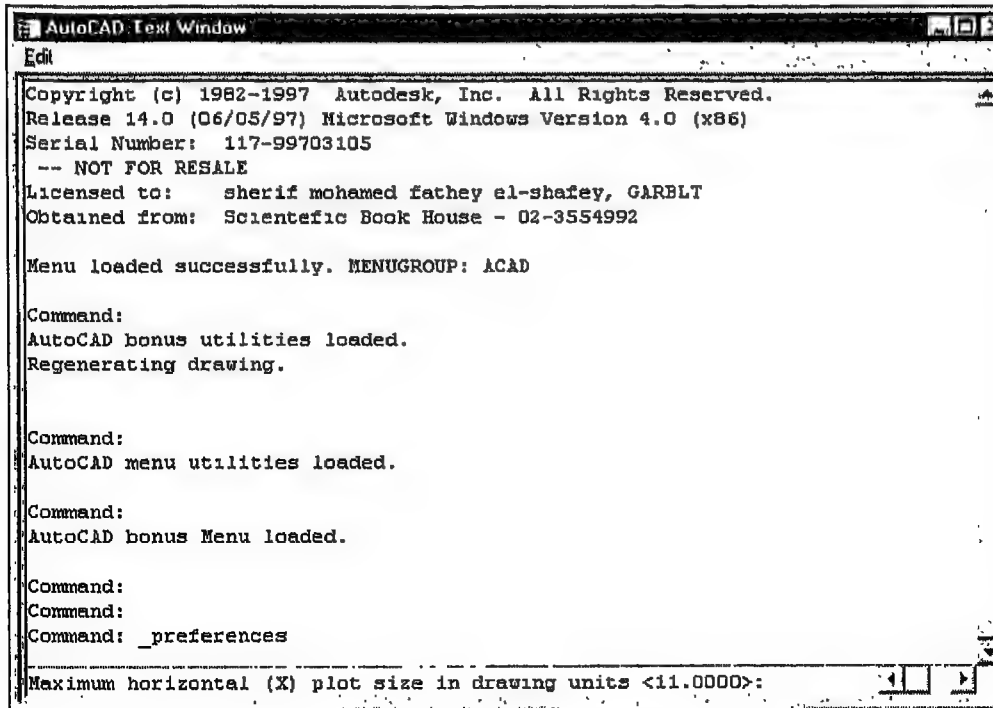 AutoCAD Text Window
Edit
Copyright (c) 1982-1997 Autodesk, Inc. All Rights Reserved.
Release 14.0 (06/05/97) Microsoft Windows Version 4.0 (x86)
Serial Number: 117-99703105
-- NOT FOR RESALE
Licensed to: sherif mohamed fathey el-shafey, GARBLT
Obtained from: Scientefic Book House - 02-3554992
Menu loaded successfully. MENUGROUP: ACAD
Command:
AutoCAD bonus utilities loaded.
Regenerating drawing.
Command:
AutoCAD menu utilities loaded.
Command:
AutoCAD bonus Menu loaded.
Command:
Command:
Command: _preferences
Maximum horizontal (X) plot size in drawing units <11.0000>: